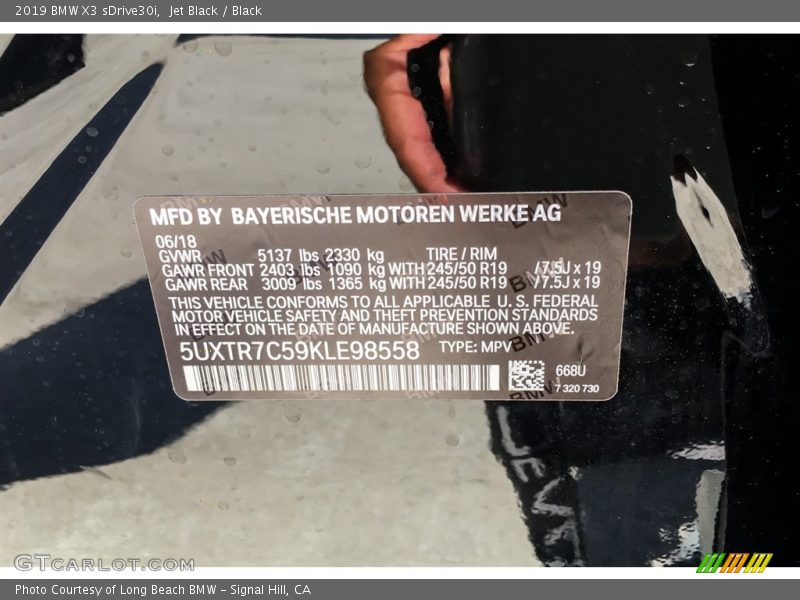 2019 BMW X3 sDrive30i, Jet Black / Black
MFD BY BAYERISCHE MOTOREN WERKE AG
06/18
GVWR 5137 lbs 2330 kg TIRE / RIM
GAWR FRONT 2403 lbs 1090 kg WITH 245/50 R19 /7.5J x 19
GAWR REAR 3009 lbs 1365 kg WITH 245/50 R19 /7.5J x 19
THIS VEHICLE CONFORMS TO ALL APPLICABLE U. S. FEDERAL
MOTOR VEHICLE SAFETY AND THEFT PREVENTION STANDARDS
IN EFFECT ON THE DATE OF MANUFACTURE SHOWN ABOVE.
5UXTR7C59KLE98558 TYPE: MPV
668U
7 320 730
GTCARLOT.COM
Photo Courtesy of Long Beach BMW - Signal Hill, CA